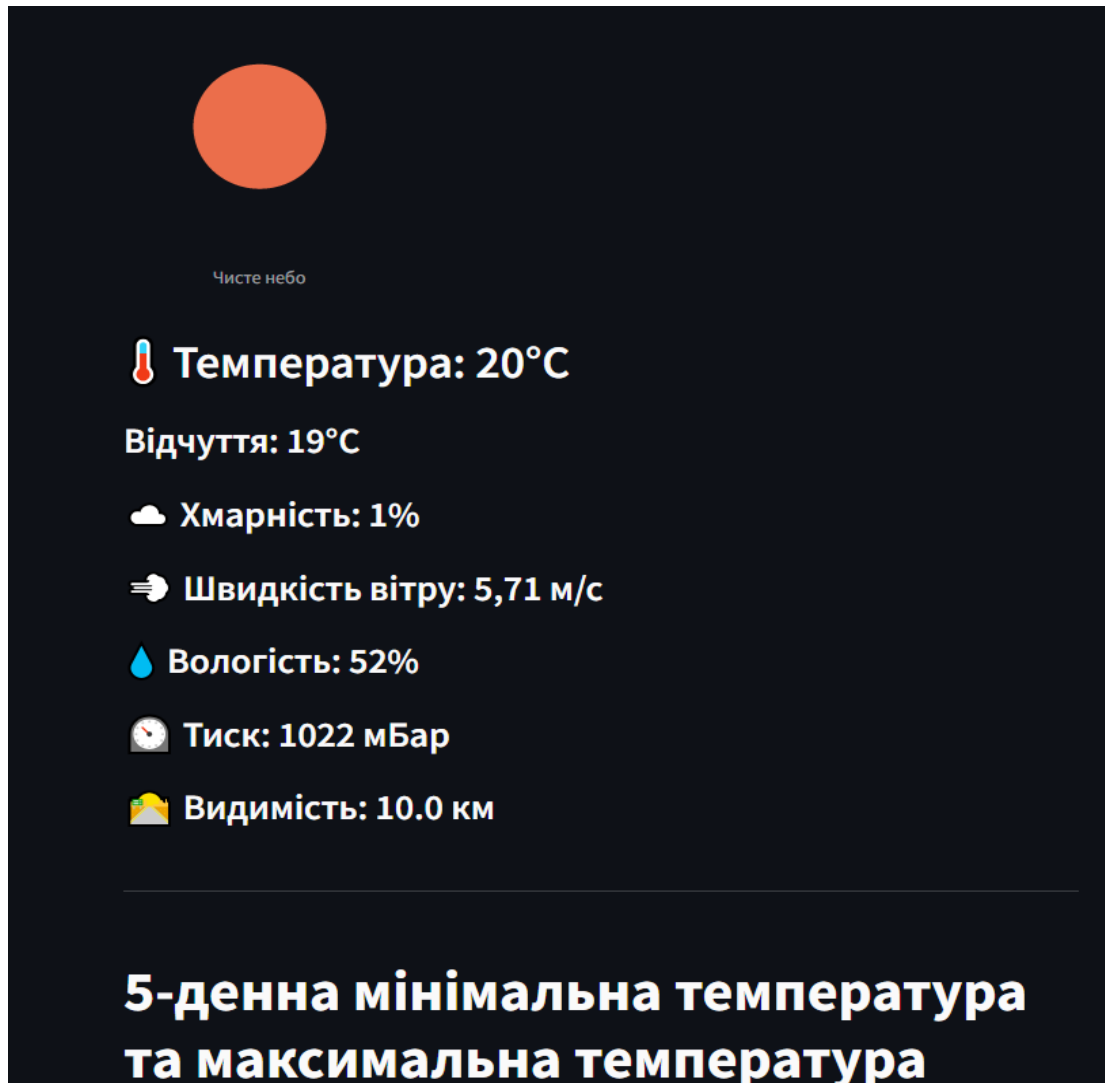 Чисте небо
Температура: 20°C
Відчуття: 19°C
Хмарність: 1%
Швидкість вітру: 5,71 м/с
Вологість: 52%
Тиск: 1022 мБар
Видимість: 10.0 км
5-денна мінімальна температура
та максимальна температура